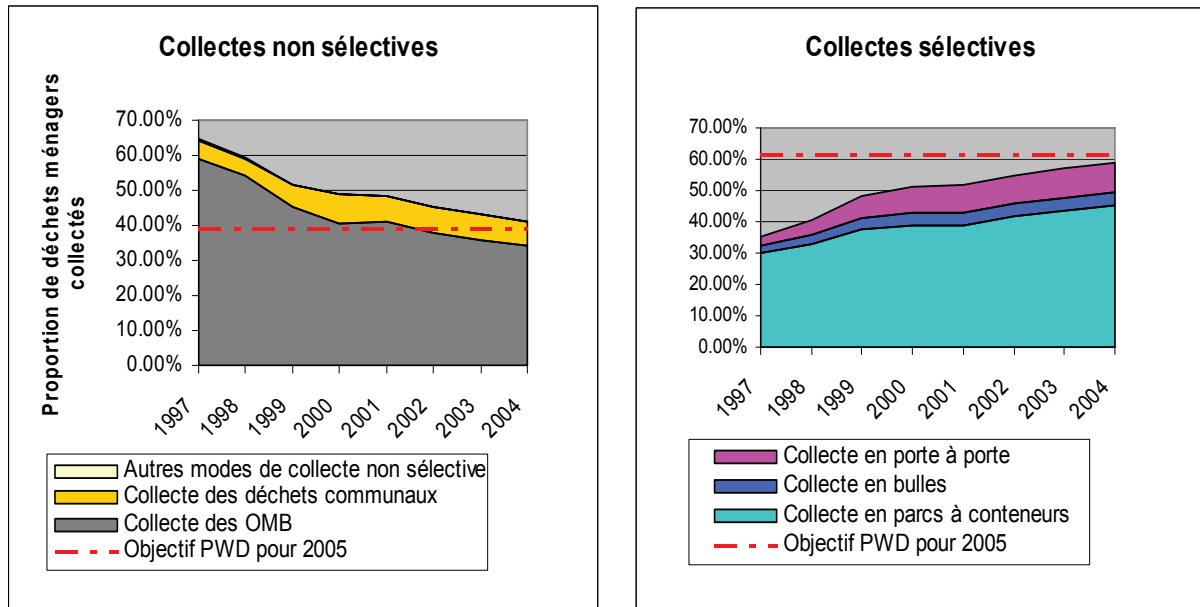 Collectes non sélectives
Proportion de déchets ménagers
collectés
70.00%
60.00%
50.00%
40.00%
30.00%
20.00%
10.00%
0.00%
1997
1998
1999
2000
2001
2002
2003
2004
Autres modes de collecte non sélective
Collecte des déchets communaux
Collecte des OMB
Objectif PWD pour 2005
Collectes sélectives
70.00%
60.00%
50.00%
40.00%
30.00%
20.00%
10.00%
0.00%
1997
1998
1999
2000
2001
2002
2003
2004
Collecte en porte à porte
Collecte en bulles
Collecte en parcs à conteneurs
Objectif PWD pour 2005